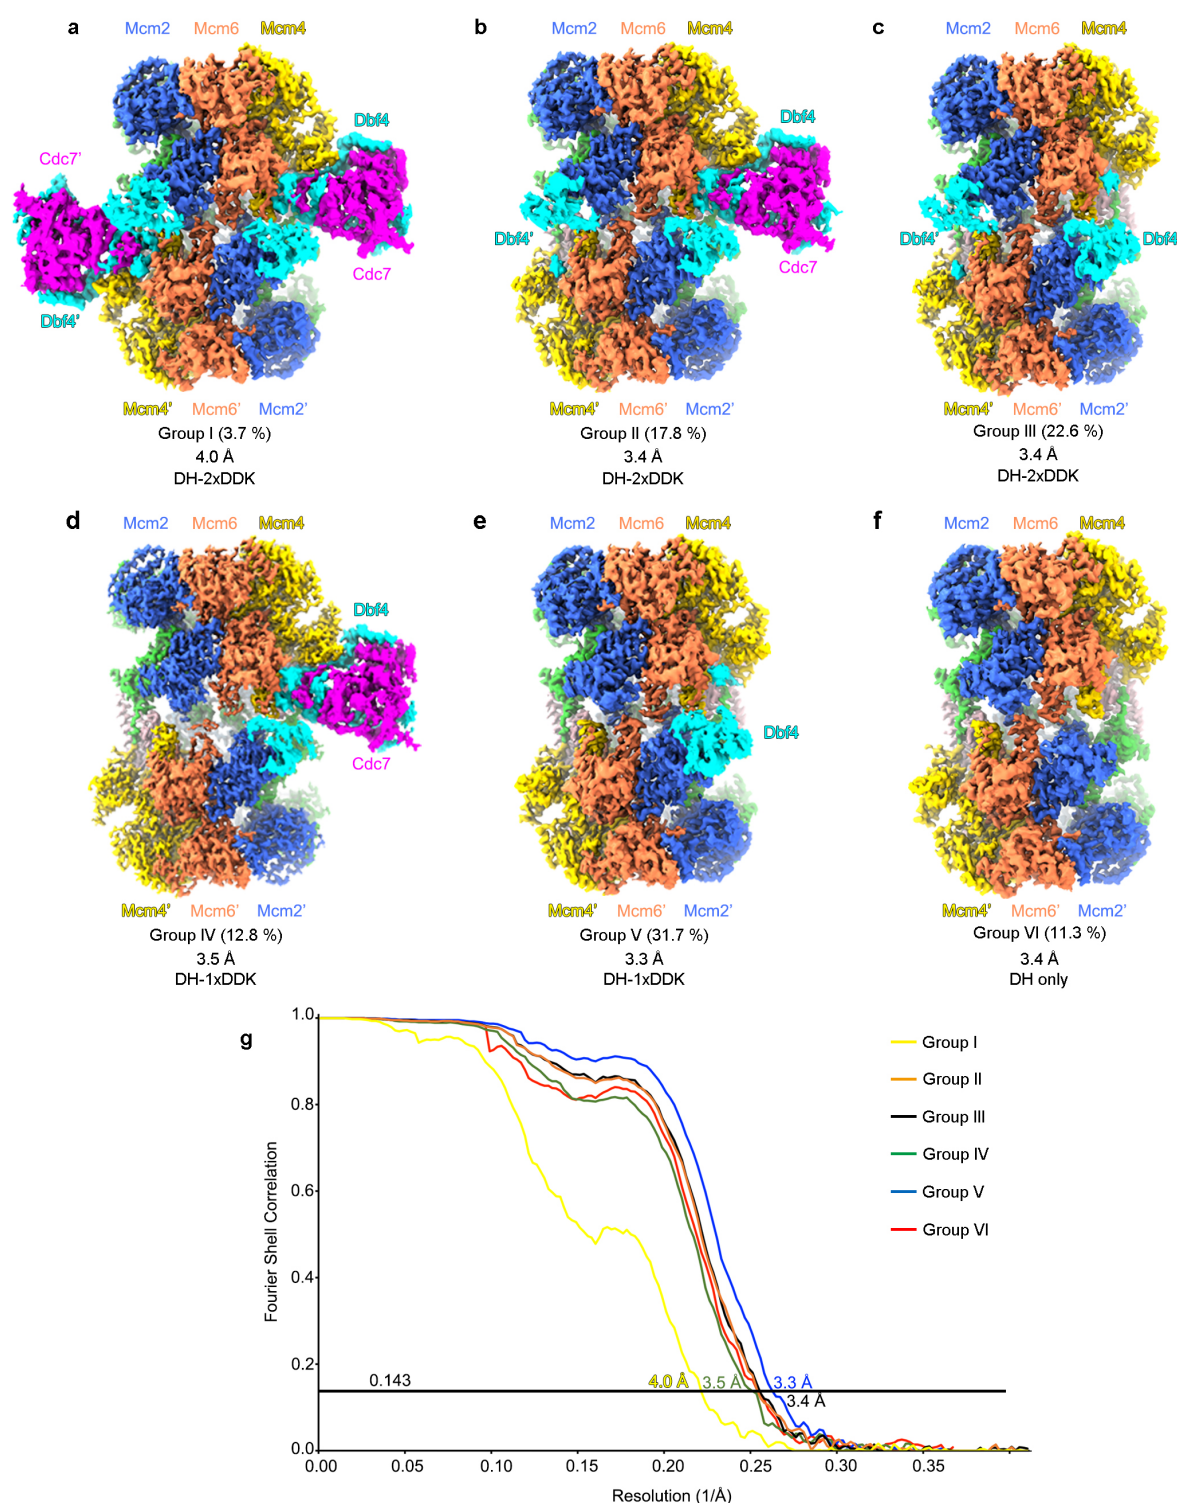 a
Mcm2 Mcm6 Mcm4
Dbf4
Cdc7'
Cdc7
Dbf4'
Mcm4' Mcm6' Mcm2'
Group I (3.7 %)
4.0 Å
DH-2xDDK
b
Mcm2 Mcm6 Mcm4
Dbf4
Dbf4'
Cdc7
Mcm4' Mcm6' Mcm2'
Group II (17.8 %)
3.4 Å
DH-2xDDK
c
Mcm2 Mcm6 Mcm4
Dbf4' Dbf4
Mcm4' Mcm6' Mcm2'
Group III (22.6 %)
3.4 Å
DH-2xDDK
d
Mcm2 Mcm6 Mcm4
Dbf4
Cdc7
Mcm4' Mcm6' Mcm2'
Group IV (12.8 %)
3.5 Å
DH-1xDDK
e
Mcm2 Mcm6 Mcm4
Dbf4
Mcm4' Mcm6' Mcm2'
Group V (31.7 %)
3.3 Å
DH-1xDDK
f
Mcm2 Mcm6 Mcm4
Mcm4' Mcm6' Mcm2'
Group VI (11.3 %)
3.4 Å
DH only
g
Fourier Shell Correlation
1.0
0.8
0.6
0.4
0.2
0.0
0.143
4.0 Å 3.5 Å 3.3 Å
3.4 Å
Group I
Group II
Group III
Group IV
Group V
Group VI
0.00 0.05 0.10 0.15 0.20 0.25 0.30 0.35
Resolution (1/Å)